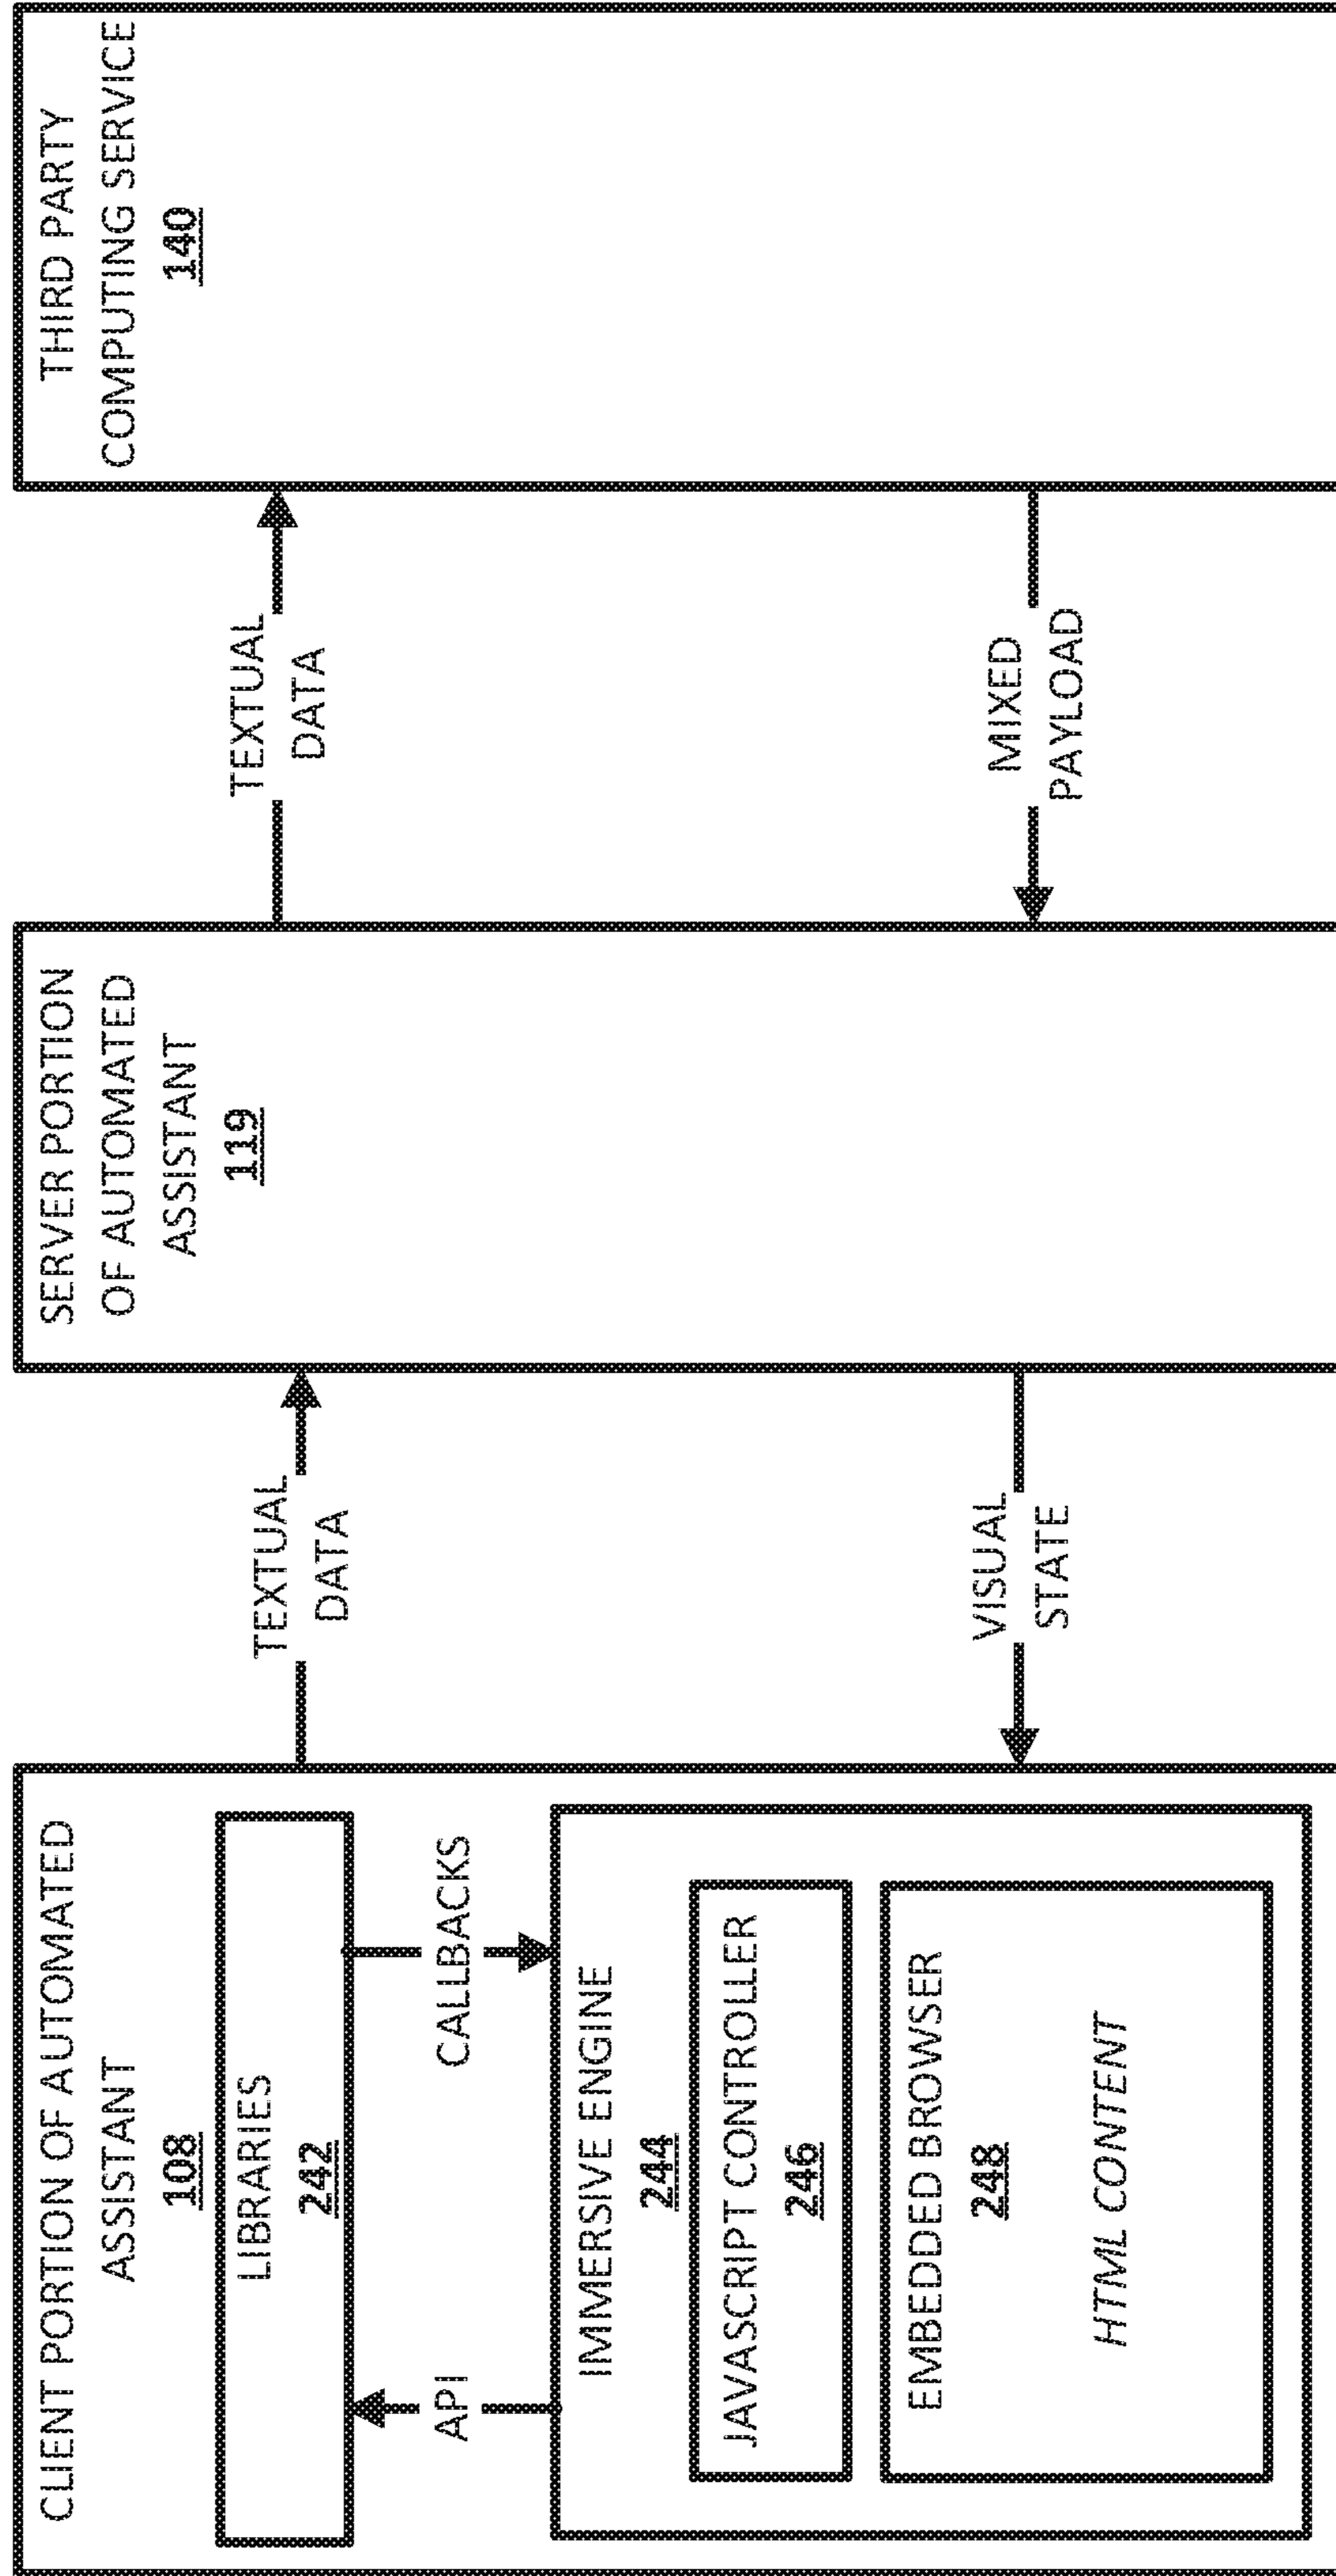 CLIENT PORTION OF AUTOMATED
ASSISTANT
108
LIBRARIES
242
API
CALLBACKS
IMMERSIVE ENGINE
244
JAVASCRIPT CONTROLLER
246
EMBEDDED BROWSER
248
HTML CONTENT
TEXTUAL
DATA
VISUAL
STATE
SERVER PORTION
OF AUTOMATED
ASSISTANT
119
TEXTUAL
DATA
MIXED
PAYLOAD
THIRD PARTY
COMPUTING SERVICE
140